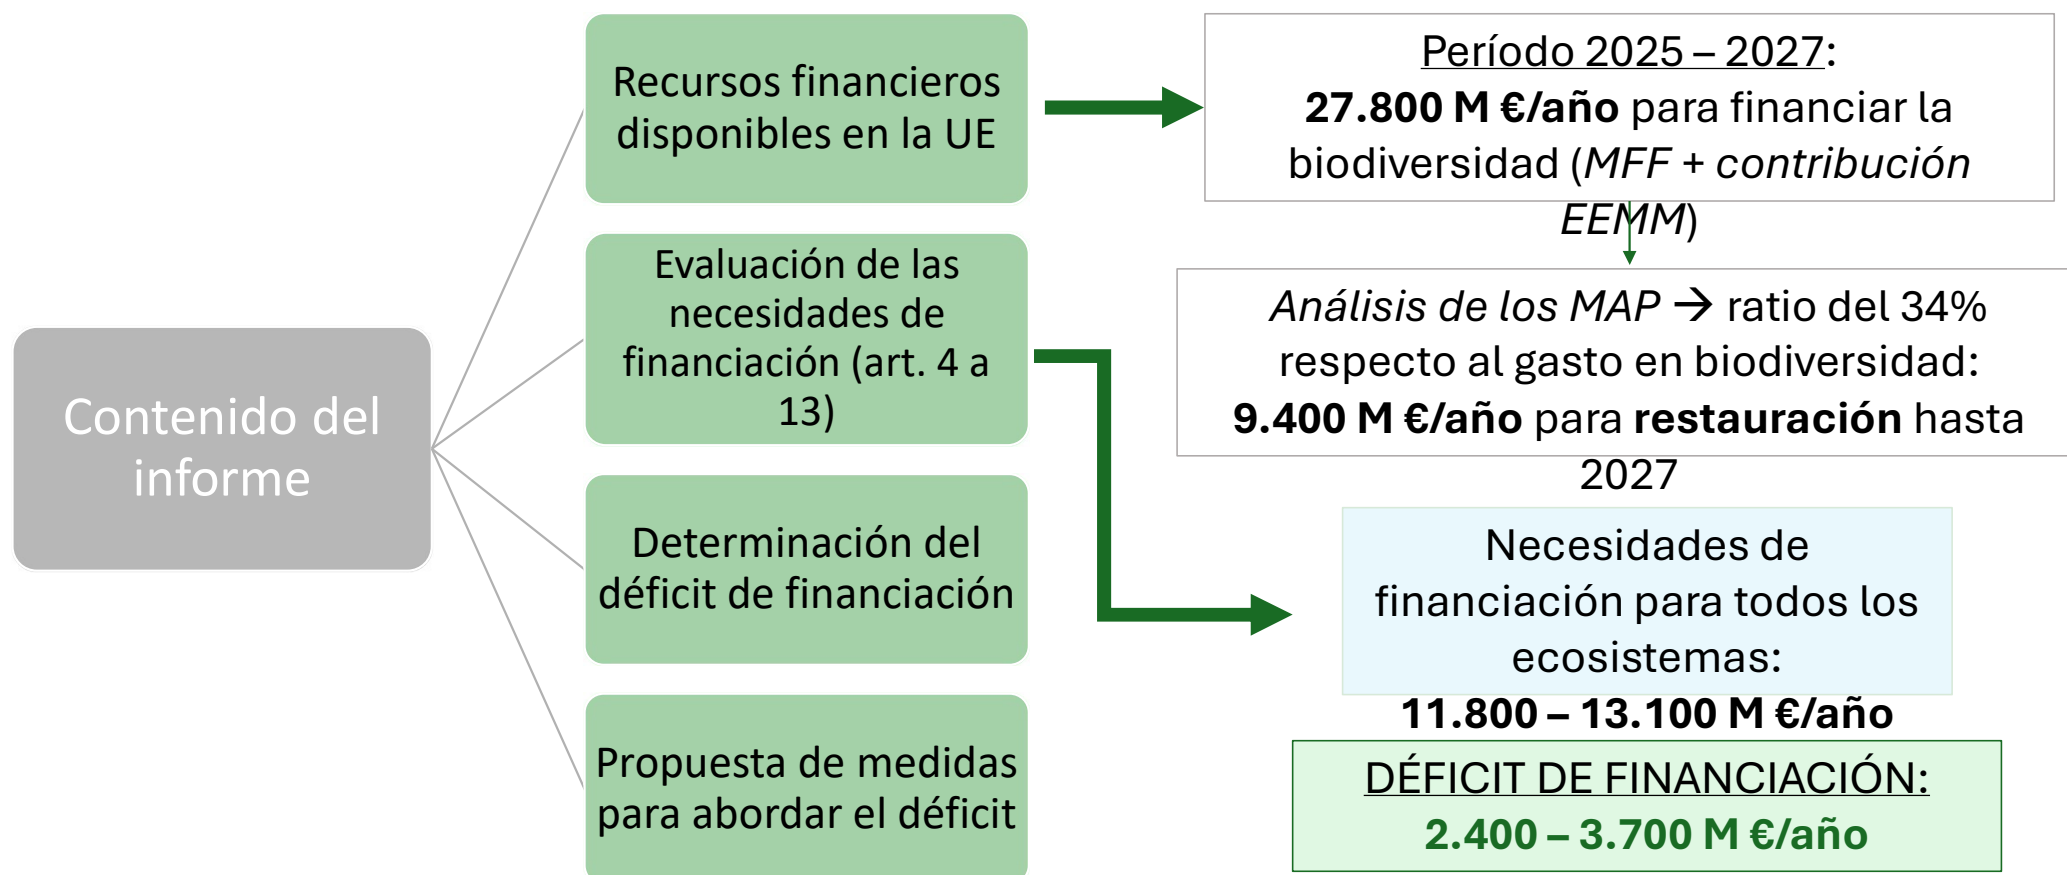 Contenido del
informe
Recursos financieros
disponibles en la UE
Evaluación de las
necesidades de
financiación (art. 4 a
13)
Determinación del
déficit de financiación
Propuesta de medidas
para abordar el déficit
Período 2025 – 2027:
27.800 M €/año para financiar la
biodiversidad (MFF + contribución
EEMM)
Análisis de los MAP → ratio del 34%
respecto al gasto en biodiversidad:
9.400 M €/año para restauración hasta
2027
Necesidades de
financiación para todos los
ecosistemas:
11.800 – 13.100 M €/año
DÉFICIT DE FINANCIACIÓN:
2.400 – 3.700 M €/año